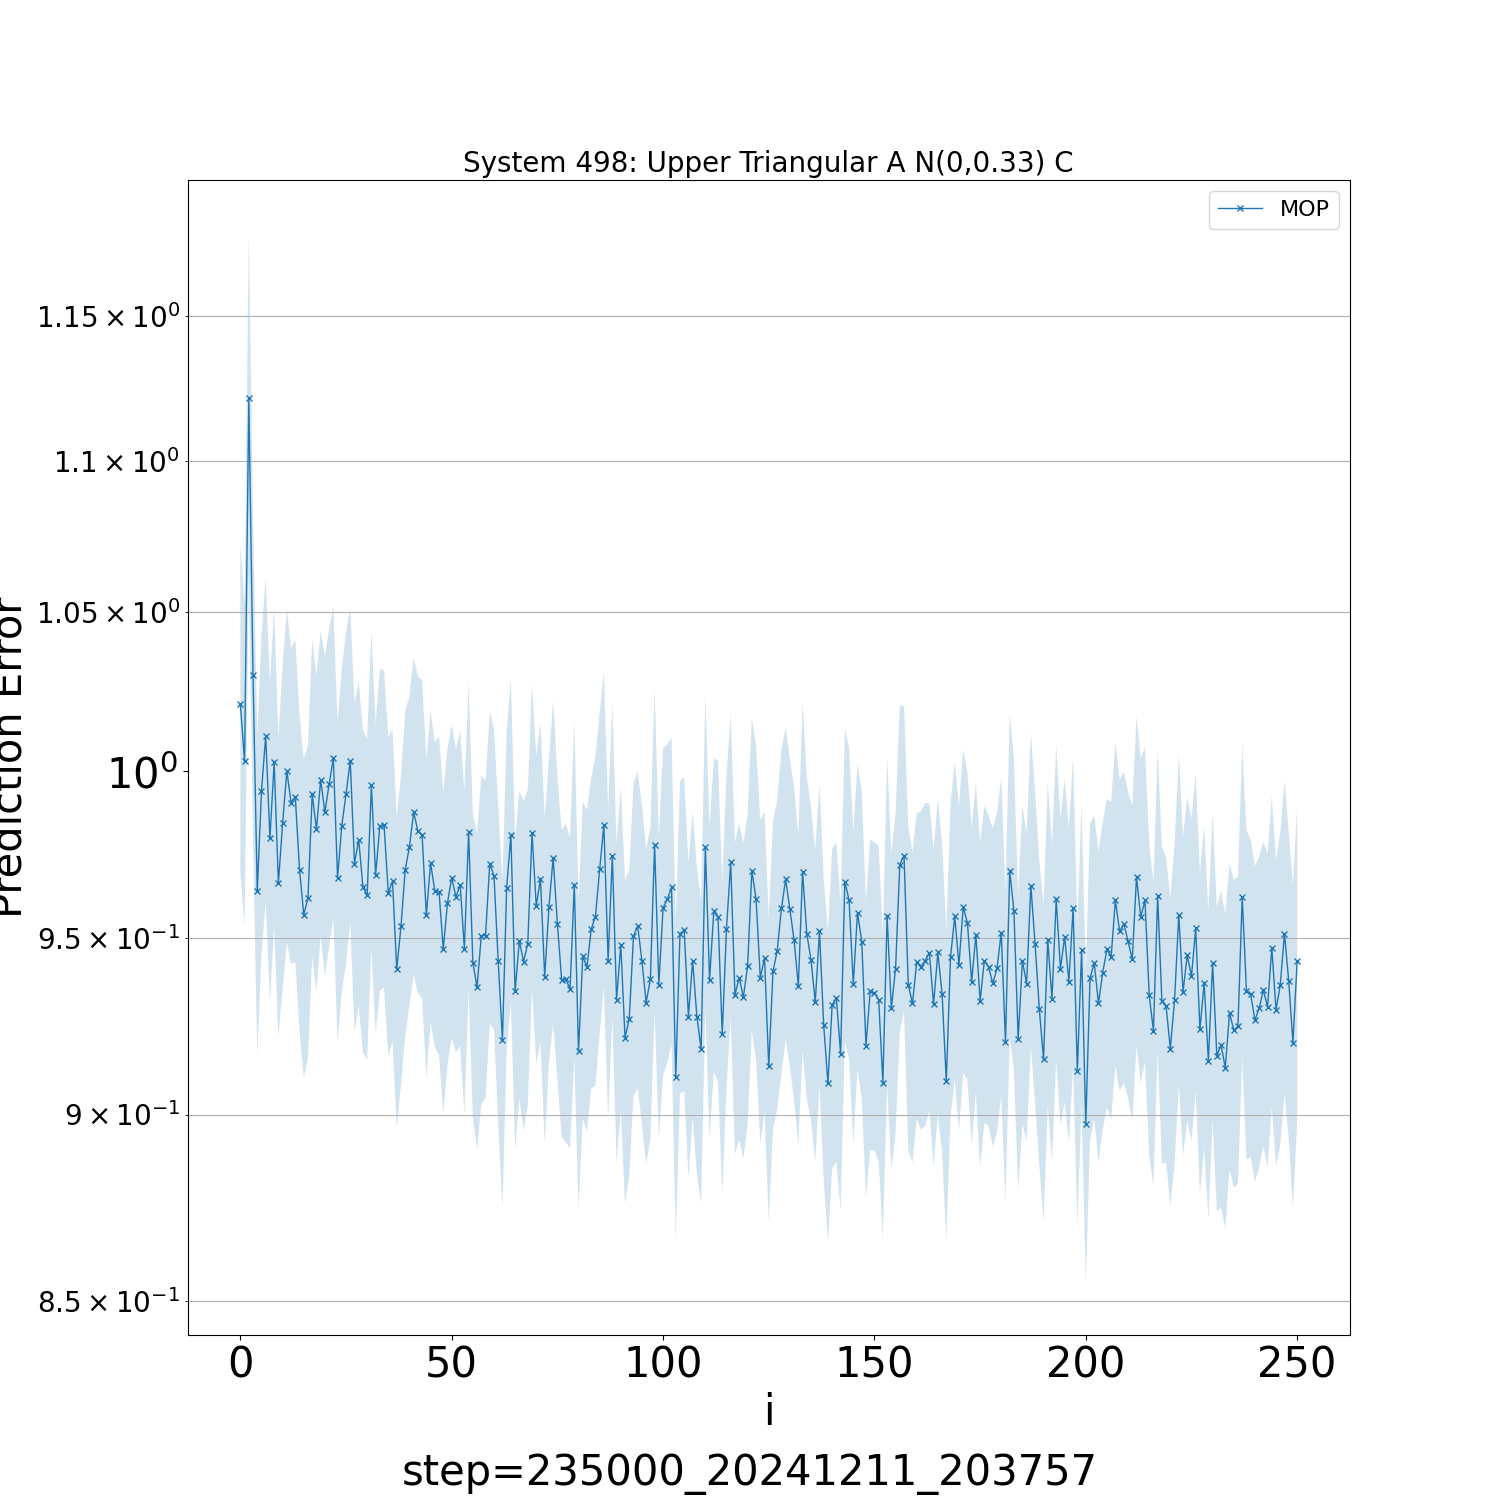 System 498: Upper Triangular A N(0,0.33) C
MOP
1.15 × 10⁰
1.1 × 10⁰
1.05 × 10⁰
10⁰
9.5 × 10⁻¹
9 × 10⁻¹
8.5 × 10⁻¹
Prediction Error
0 50 100 150 200 250
i
step=235000_20241211_203757